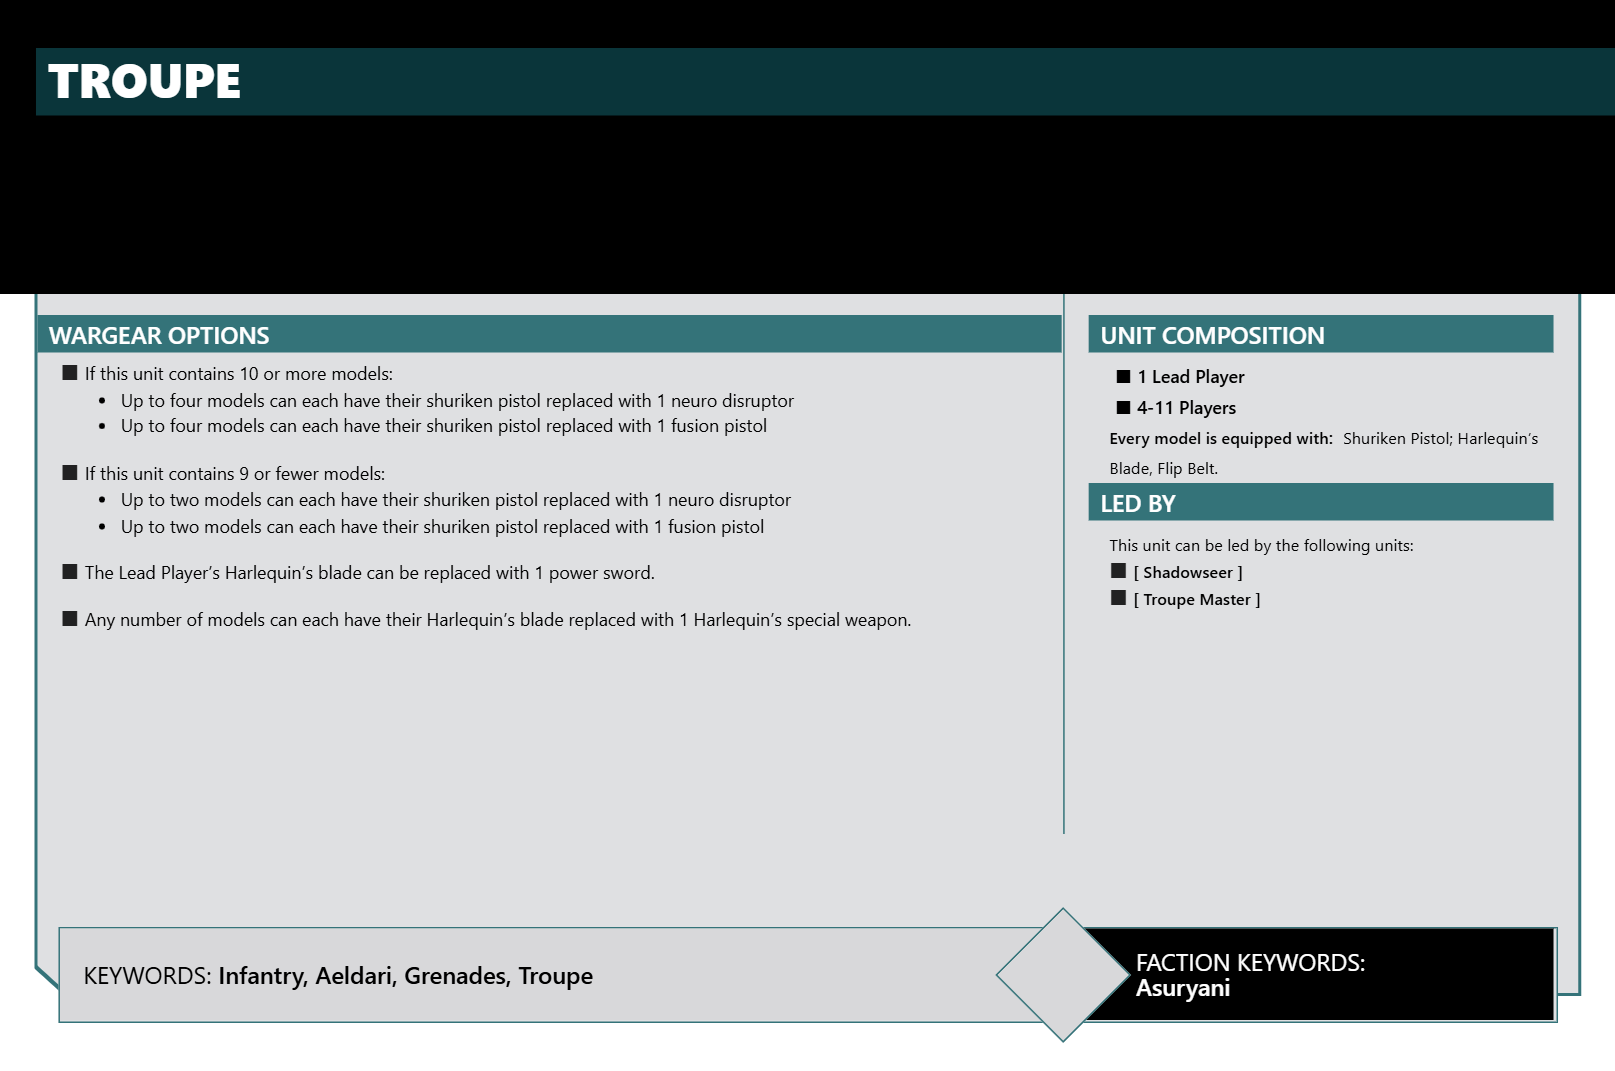 TROUPE
WARGEAR OPTIONS
■ If this unit contains 10 or more models:
• Up to four models can each have their shuriken pistol replaced with 1 neuro disruptor
• Up to four models can each have their shuriken pistol replaced with 1 fusion pistol
■ If this unit contains 9 or fewer models:
• Up to two models can each have their shuriken pistol replaced with 1 neuro disruptor
• Up to two models can each have their shuriken pistol replaced with 1 fusion pistol
■ The Lead Player’s Harlequin’s blade can be replaced with 1 power sword.
■ Any number of models can each have their Harlequin’s blade replaced with 1 Harlequin’s special weapon.
UNIT COMPOSITION
■ 1 Lead Player
■ 4-11 Players
Every model is equipped with: Shuriken Pistol; Harlequin’s
Blade, Flip Belt.
LED BY
This unit can be led by the following units:
■ [ Shadowseer ]
■ [ Troupe Master ]
KEYWORDS: Infantry, Aeldari, Grenades, Troupe
FACTION KEYWORDS:
Asuryani